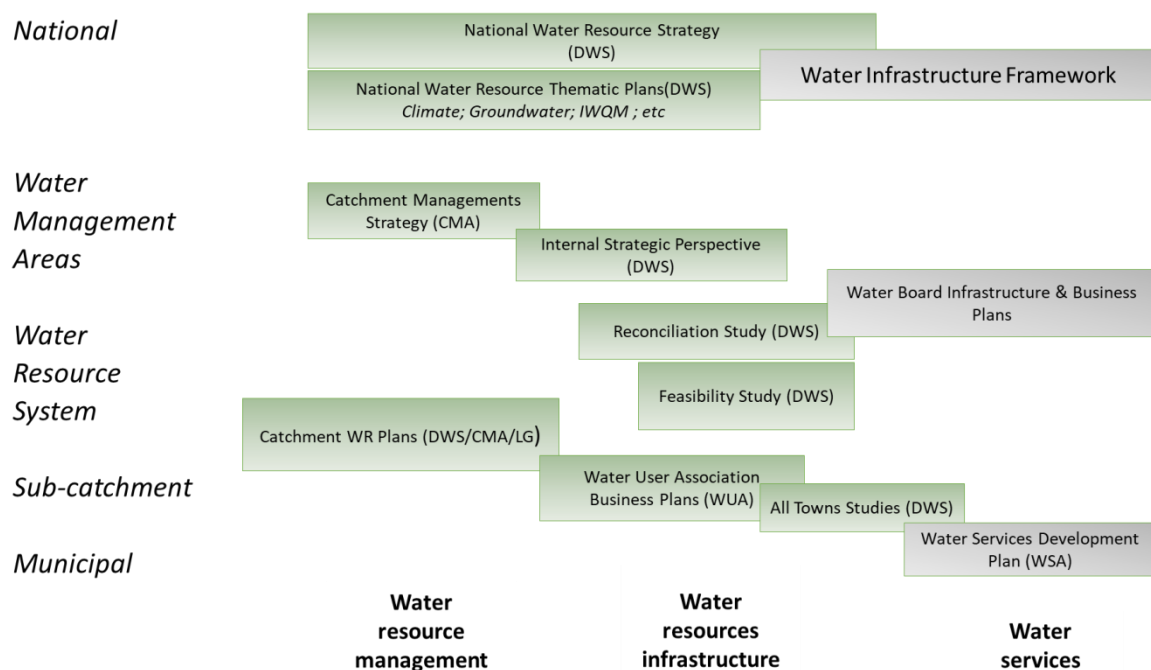 National
National Water Resource Strategy
(DWS)
Water Infrastructure Framework
National Water Resource Thematic Plans(DWS)
Climate; Groundwater; IWQM ; etc
Water
Management
Areas
Catchment Managements
Strategy (CMA)
Internal Strategic Perspective
(DWS)
Water Board Infrastructure & Business
Plans
Water
Resource
System
Reconciliation Study (DWS)
Feasibility Study (DWS)
Catchment WR Plans (DWS/CMA/LG)
Sub-catchment
Water User Association
Business Plans (WUA)
All Towns Studies (DWS)
Municipal
Water Services Development
Plan (WSA)
Water
resource
management
Water
resources
infrastructure
Water
services